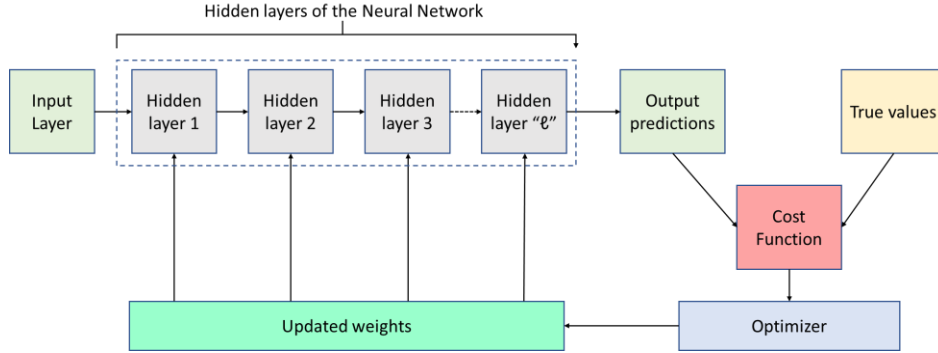 Hidden layers of the Neural Network
Input
Layer
Hidden
layer 1
Hidden
layer 2
Hidden
layer 3
Hidden
layer “ℓ”
Output
predictions
True values
Cost
Function
Updated weights
Optimizer